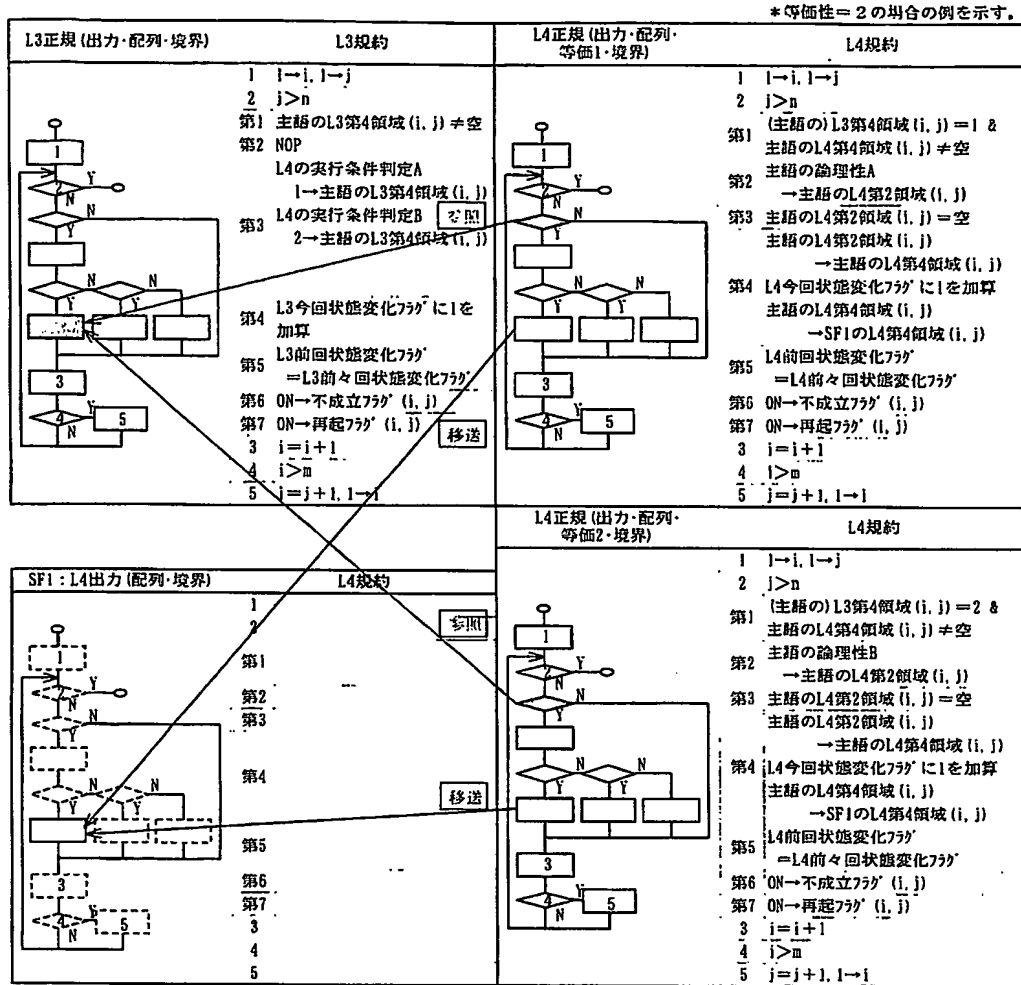 *等価性=2の場合の例を示す。
L3正規(出力・配列・境界)
L3規約
1 1→i, 1→j
2 j>n
第1 主語のL3第4領域(i, j)≠空
第2 NOP
L4の実行条件判定A
1→主語のL3第4領域(i, j)
第3 L4の実行条件判定B
2→主語のL3第4領域(i, j)
第4 L3今回状態変化フラグに1を
加算
第5 L3前回状態変化フラグ
=L3前々回状態変化フラグ
第6 ON→不成立フラグ(i, j)
第7 ON→再起フラグ(i, j)
3 i=i+1
4 i>m
5 j=j+1, 1→i
1
2
Y
N
N
Y
N
N
Y
Y
3
4
Y
5
N
参照
移送
L4正規(出力・配列・
等価1・境界)
L4規約
1 1→i, 1→j
2 j>n
第1 (主語の)L3第4領域(i, j)=1 &
主語のL4第4領域(i, j)≠空
第2 主語の論理性A
→主語のL4第2領域(i, j)
第3 主語のL4第2領域(i, j)=空
主語のL4第2領域(i, j)
→主語のL4第4領域(i, j)
第4 L4今回状態変化フラグに1を加算
主語のL4第4領域(i, j)
→SF1のL4第4領域(i, j)
第5 L4前回状態変化フラグ
=L4前々回状態変化フラグ
第6 ON→不成立フラグ(i, j)
第7 ON→再起フラグ(i, j)
3 i=i+1
4 i>m
5 j=j+1, 1→i
1
2
Y
N
N
Y
N
N
Y
Y
3
4
Y
5
N
SF1:L4出力(配列・境界)
L4規約
1
2
第1
第2
第3
第4
第5
第6
第7
3
4
5
1
2
Y
N
N
Y
N
N
Y
Y
3
4
Y
5
N
参照
移送
L4正規(出力・配列・
等価2・境界)
L4規約
1 1→i, 1→j
2 j>n
第1 (主語の)L3第4領域(i, j)=2 &
主語のL4第4領域(i, j)≠空
第2 主語の論理性B
→主語のL4第2領域(i, j)
第3 主語のL4第2領域(i, j)=空
主語のL4第2領域(i, j)
→主語のL4第4領域(i, j)
第4 L4今回状態変化フラグに1を加算
主語のL4第4領域(i, j)
→SF1のL4第4領域(i, j)
第5 L4前回状態変化フラグ
=L4前々回状態変化フラグ
第6 ON→不成立フラグ(i, j)
第7 ON→再起フラグ(i, j)
3 i=i+1
4 i>m
5 j=j+1, 1→i
1
2
Y
N
N
Y
N
N
Y
Y
3
4
Y
5
N